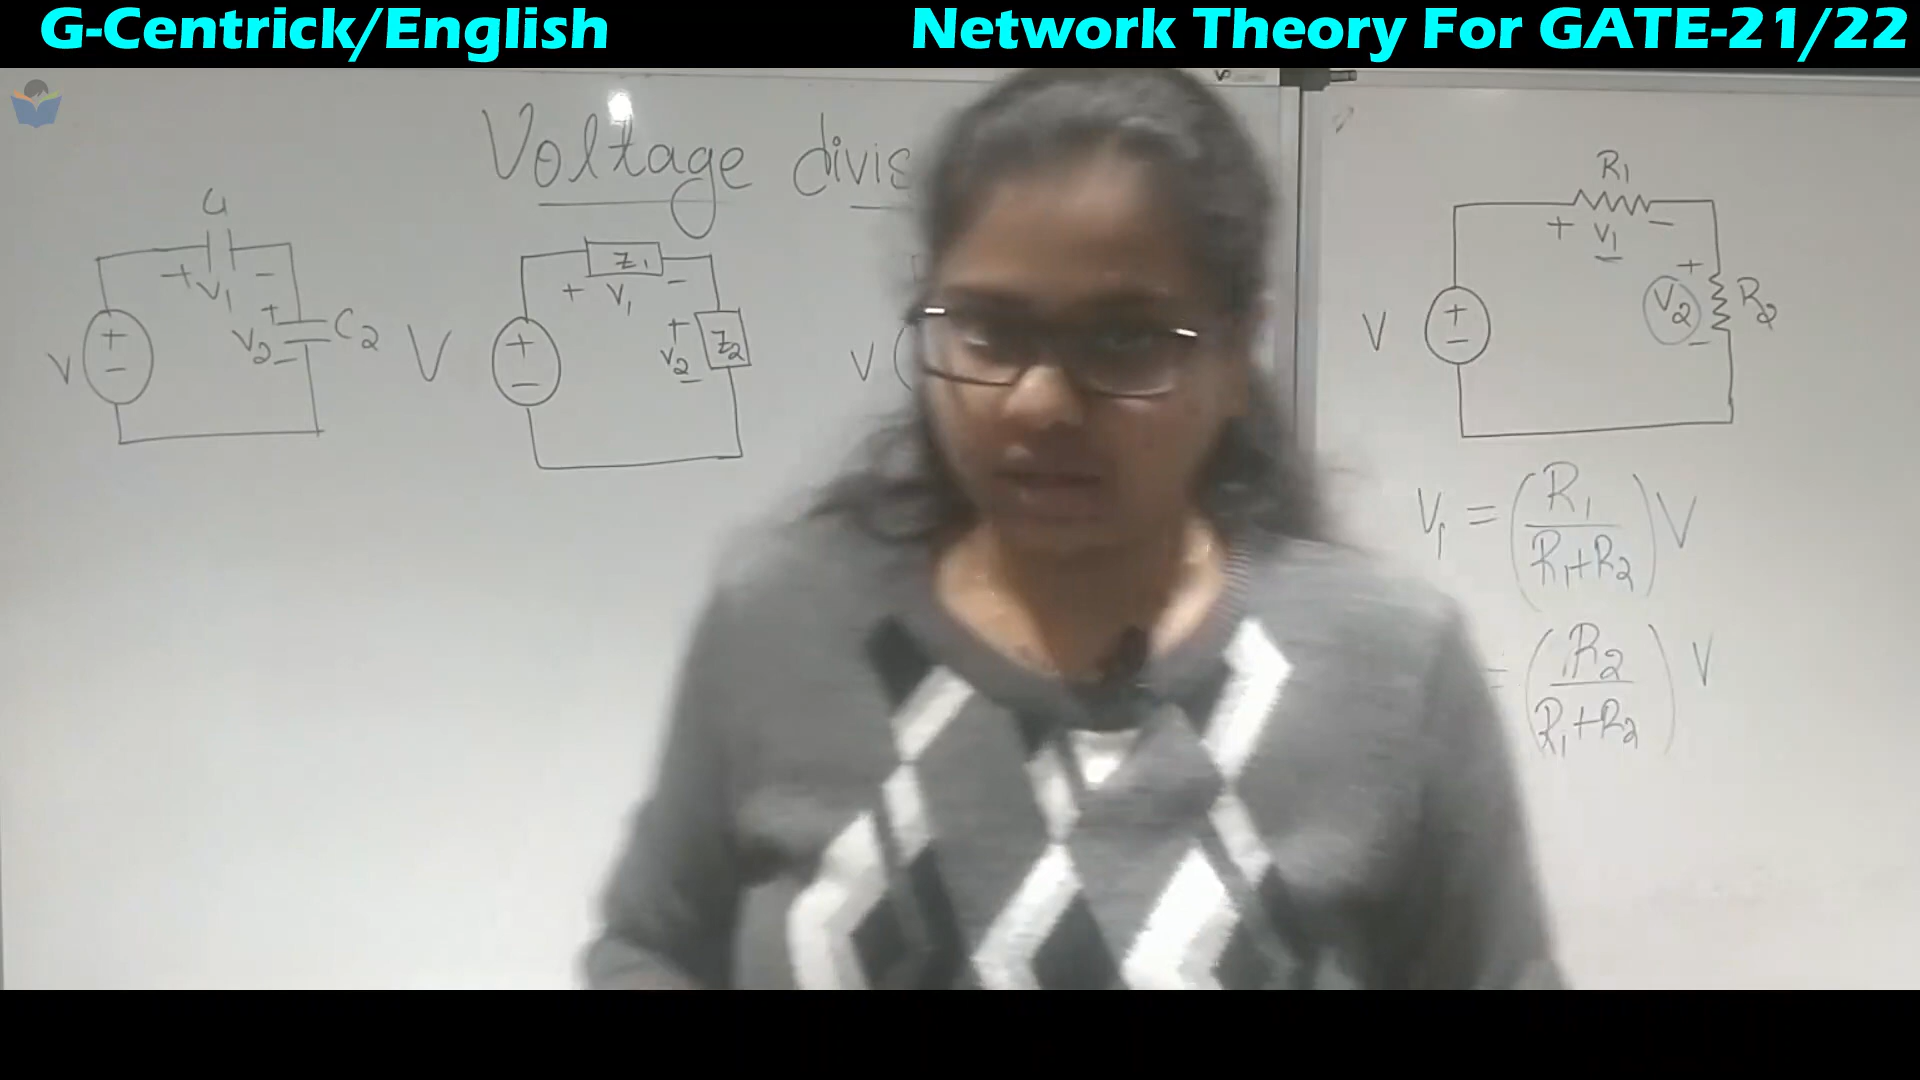 G-Centrick/English
Network Theory For GATE-21/22
Voltage divis
V
+ V1 -
+
V2
-
C2
V
+
-
Z1
+ V1 -
+
V2
-
Z2
V
R1
+ V1 -
V
+
-
+
V2
-
R2
V1 = (R1/R1+R2) V
= (R2/R1+R2) V